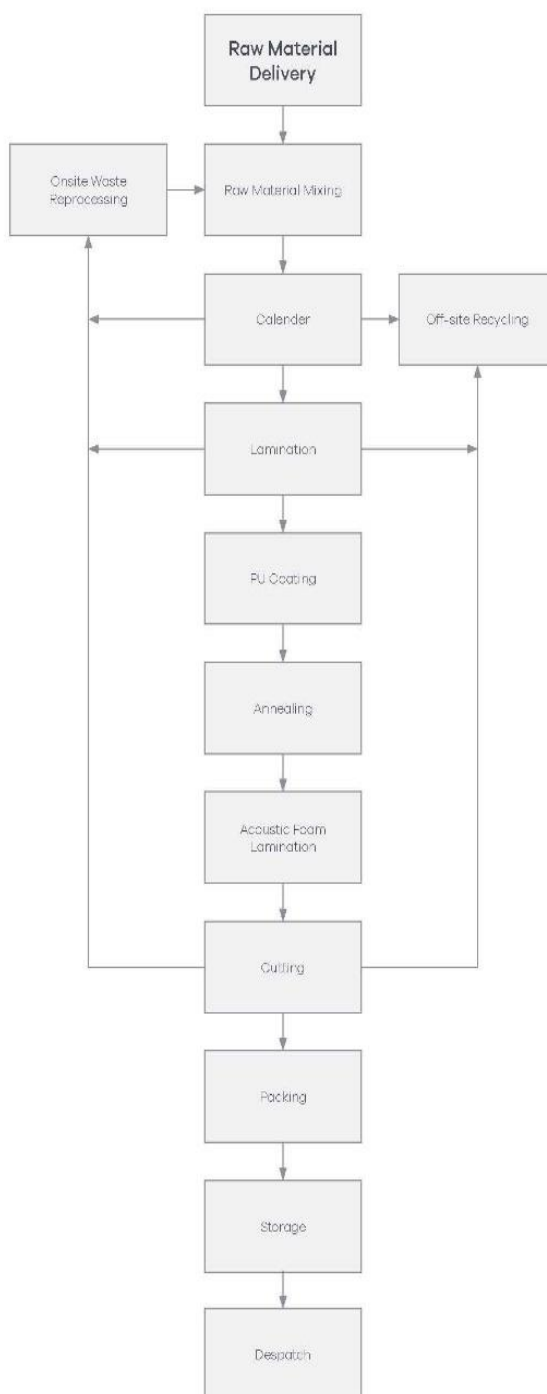 Raw Material
Delivery
Onsite Waste
Reprocessing
Raw Material Mixing
Calender
Off-site Recycling
Lamination
PU Coating
Annealing
Acoustic Foam
Lamination
Cutting
Packing
Storage
Despatch